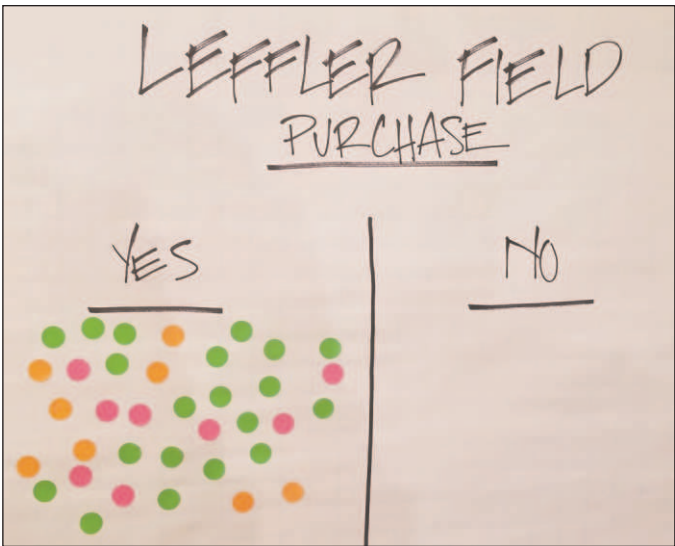 LEFFLER FIELD
PURCHASE
YES
NO